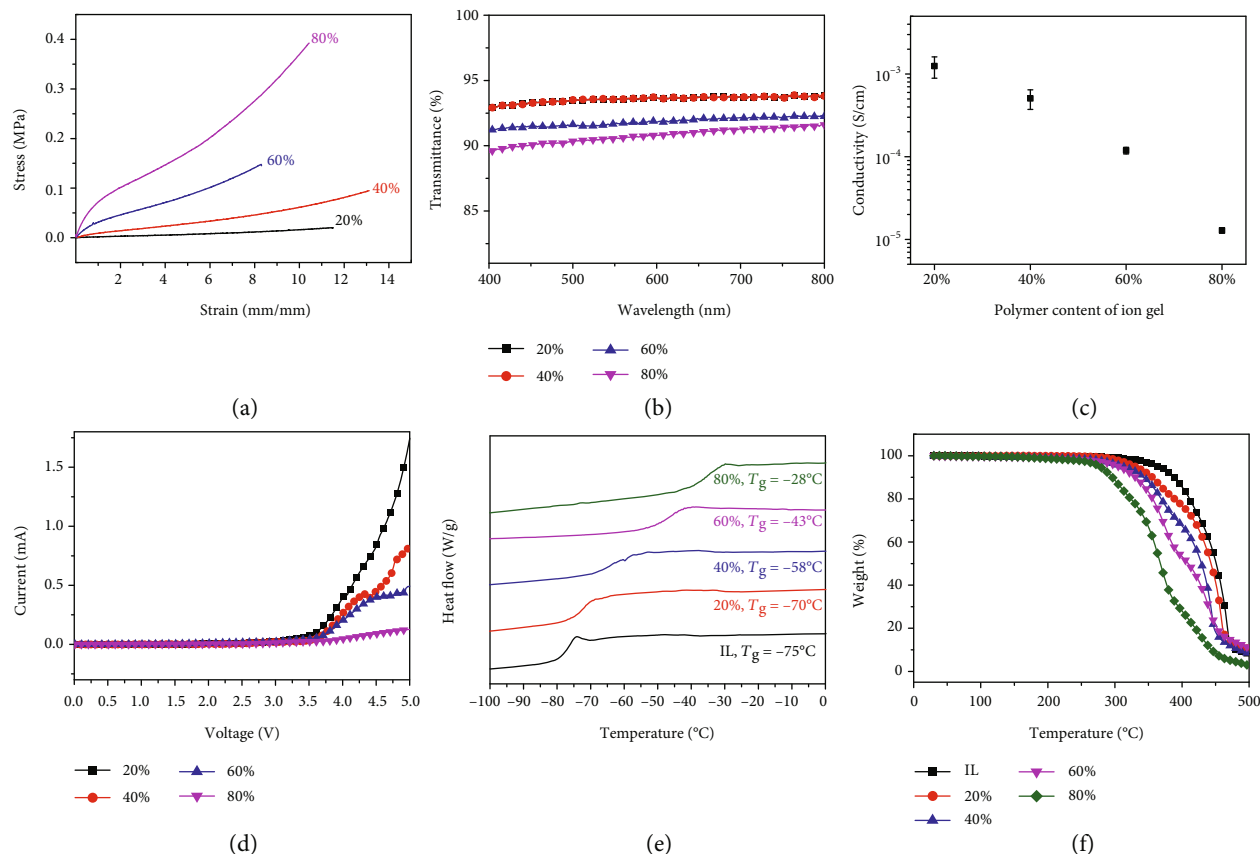 0.4
0.3
0.2
0.1
0.0
Stress (MPa)
80%
60%
40%
20%
2 4 6 8 10 12 14
Strain (mm/mm)
(a)
100
95
90
85
Transmittance (%)
400 500 600 700 800
Wavelength (nm)
20% 60%
40% 80%
(b)
10⁻³
10⁻⁴
10⁻⁵
Conductivity (S/cm)
20% 40% 60% 80%
Polymer content of ion gel
(c)
1.5
1.0
0.5
0.0
Current (mA)
0.0 0.5 1.0 1.5 2.0 2.5 3.0 3.5 4.0 4.5 5.0
Voltage (V)
20% 60%
40% 80%
(d)
Heat flow (W/g)
80%, Tg = −28°C
60%, Tg = −43°C
40%, Tg = −58°C
20%, Tg = −70°C
IL, Tg = −75°C
−100 −90 −80 −70 −60 −50 −40 −30 −20 −10 0
Temperature (°C)
(e)
100
80
60
40
20
0
Weight (%)
0 100 200 300 400 500
Temperature (°C)
IL 60%
20% 80%
40%
(f)